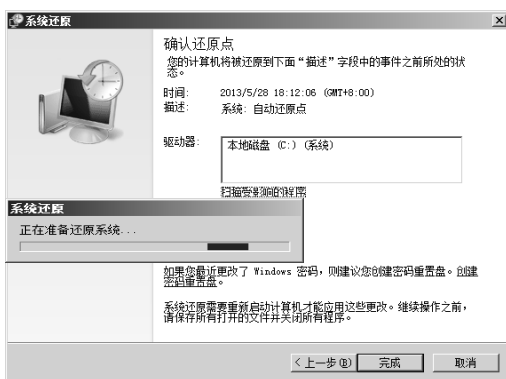 系统还原
确认还原点
您的计算机将被还原到下面“描述”字段中的事件之前所处的状
态。
时间: 2013/5/28 18:12:06 (GMT+8:00)
描述: 系统: 自动还原点
驱动器: 本地磁盘 (C:) (系统)
扫描受影响的程序
系统还原
正在准备还原系统...
如果您最近更改了 Windows 密码，则建议您创建密码重置盘。创建
密码重置盘。
系统还原需要重新启动计算机才能应用这些更改。继续操作之前，
请保存所有打开的文件并关闭所有程序。
<上一步(B) 完成 取消